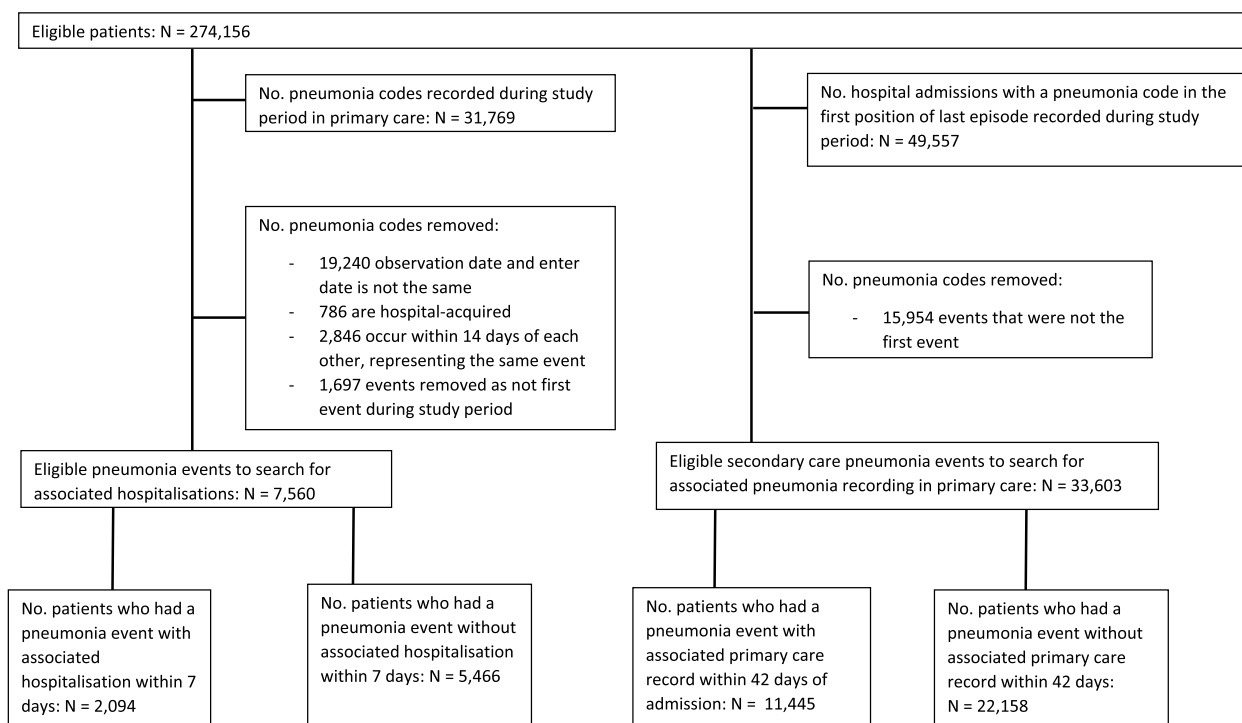 Eligible patients: N = 274,156
No. pneumonia codes recorded during study
period in primary care: N = 31,769
No. hospital admissions with a pneumonia code in the
first position of last episode recorded during study
period: N = 49,557
No. pneumonia codes removed:
- 19,240 observation date and enter
date is not the same
- 786 are hospital-acquired
- 2,846 occur within 14 days of each
other, representing the same event
- 1,697 events removed as not first
event during study period
No. pneumonia codes removed:
- 15,954 events that were not the
first event
Eligible pneumonia events to search for
associated hospitalisations: N = 7,560
Eligible secondary care pneumonia events to search for
associated pneumonia recording in primary care: N = 33,603
No. patients who had a
pneumonia event with
associated
hospitalisation within 7
days: N = 2,094
No. patients who had a
pneumonia event without
associated hospitalisation
within 7 days: N = 5,466
No. patients who had a
pneumonia event with
associated primary care
record within 42 days of
admission: N = 11,445
No. patients who had a
pneumonia event without
associated primary care
record within 42 days:
N = 22,158